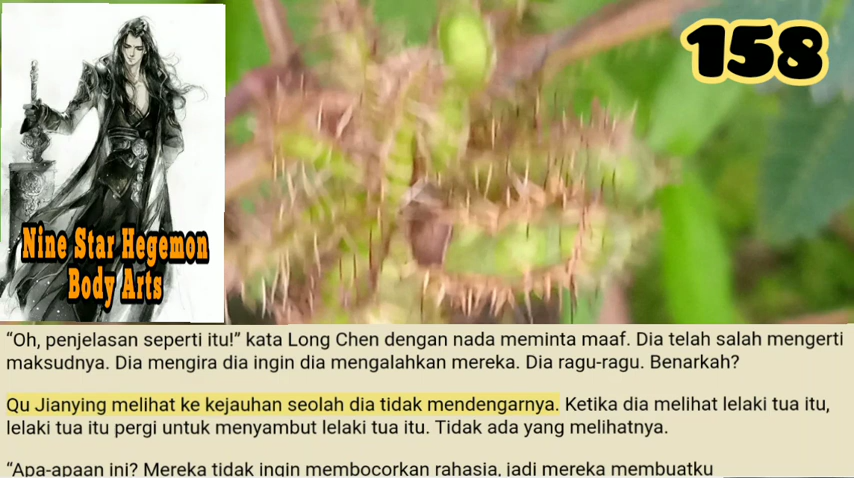 158
Nine Star Hegemon
Body Arts
“Oh, penjelasan seperti itu!” kata Long Chen dengan nada meminta maaf. Dia telah salah mengerti
maksudnya. Dia mengira dia ingin dia mengalahkan mereka. Dia ragu-ragu. Benarkah?
Qu Jianying melihat ke kejauhan seolah dia tidak mendengarnya. Ketika dia melihat lelaki tua itu,
lelaki tua itu pergi untuk menyambut lelaki tua itu. Tidak ada yang melihatnya.
“Apa-apaan ini? Mereka tidak ingin membocorkan rahasia, jadi mereka membuatku